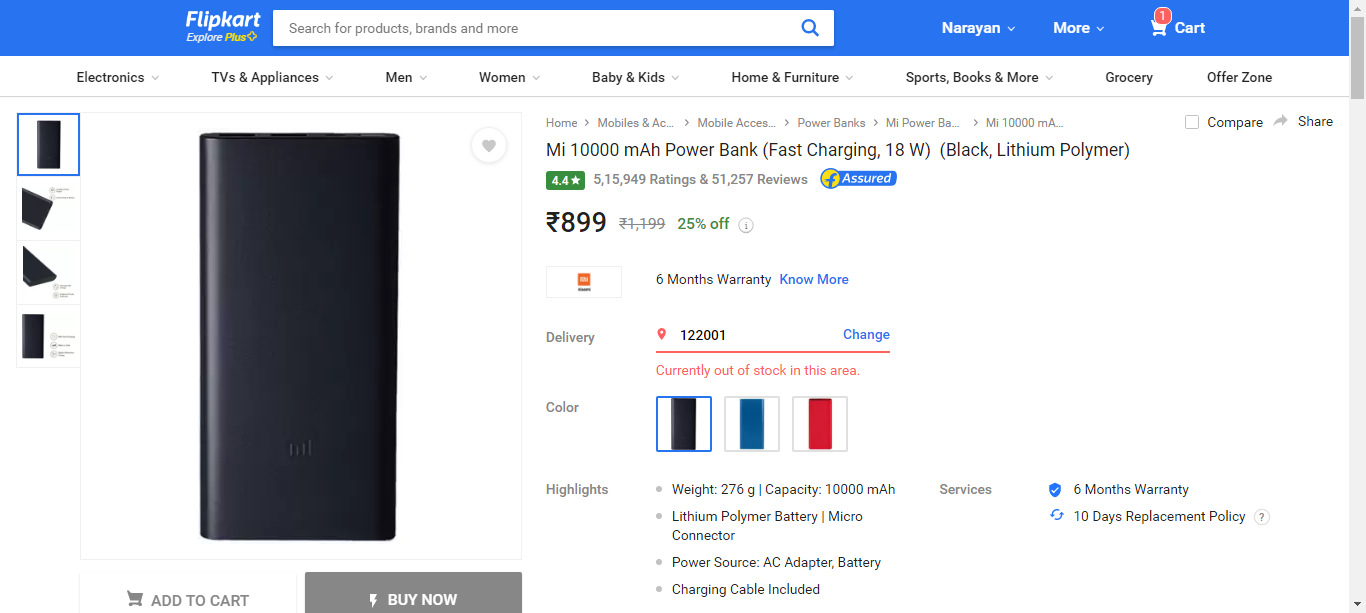 Flipkart
Explore Plus
Search for products, brands and more
Narayan
More
1
Cart
Electronics
TVs & Appliances
Men
Women
Baby & Kids
Home & Furniture
Sports, Books & More
Grocery
Offer Zone
Home
Mobiles & Ac...
Mobile Acces...
Power Banks
Mi Power Ba...
Mi 10000 mA...
Compare
Share
Mi 10000 mAh Power Bank (Fast Charging, 18 W) (Black, Lithium Polymer)
4.4★ 5,15,949 Ratings & 51,257 Reviews
Assured
₹899 ₹1,199 25% off
6 Months Warranty Know More
Delivery
122001
Change
Currently out of stock in this area.
Color
mi
Highlights
Weight: 276 g | Capacity: 10000 mAh
Lithium Polymer Battery | Micro
Connector
Power Source: AC Adapter, Battery
Charging Cable Included
Services
6 Months Warranty
10 Days Replacement Policy ?
ADD TO CART
BUY NOW